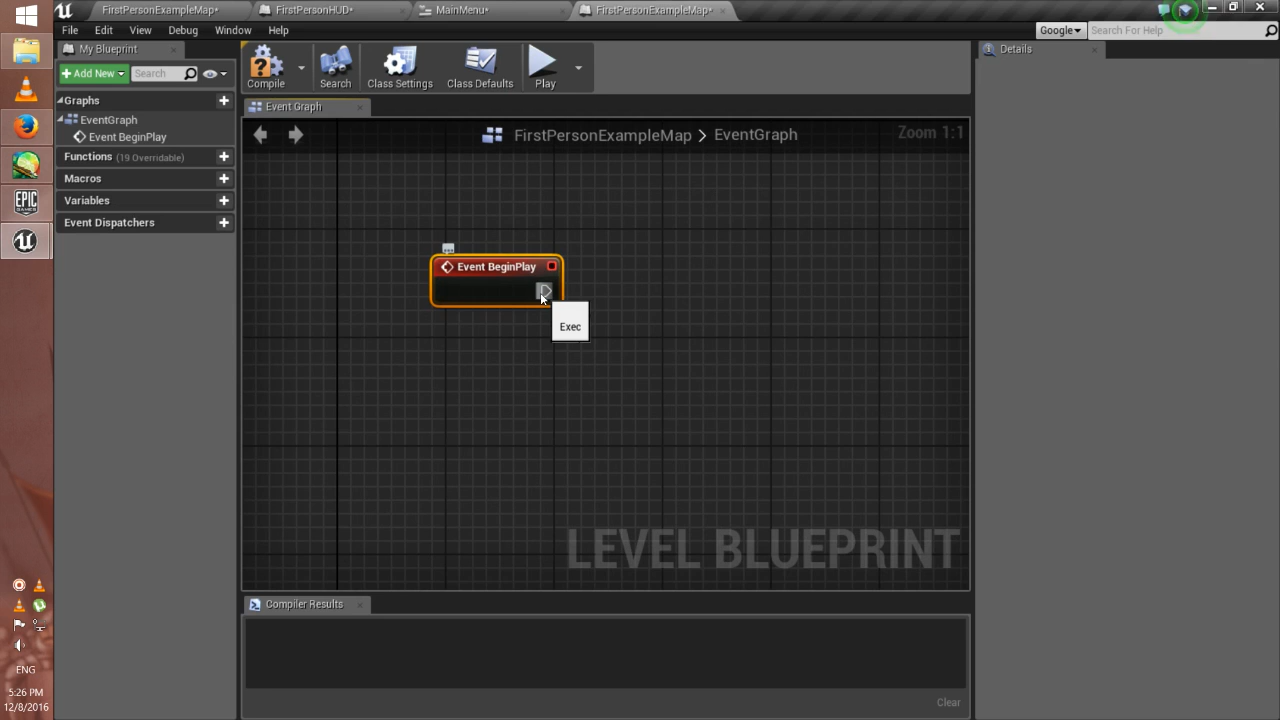 FirstPersonExampleMap*
FirstPersonHUD*
MainMenu*
FirstPersonExampleMap*
File Edit View Debug Window Help
Google
Search For Help
My Blueprint
Add New
Search
Compile
Search
Class Settings
Class Defaults
Play
Details
Graphs
EventGraph
Event BeginPlay
Functions (19 Overridable)
Macros
Variables
Event Dispatchers
Event Graph
FirstPersonExampleMap > EventGraph
Zoom 1:1
Event BeginPlay
Exec
LEVEL BLUEPRINT
Compiler Results
Clear
EPIC
GAMES
ENG
5:26 PM
12/8/2016